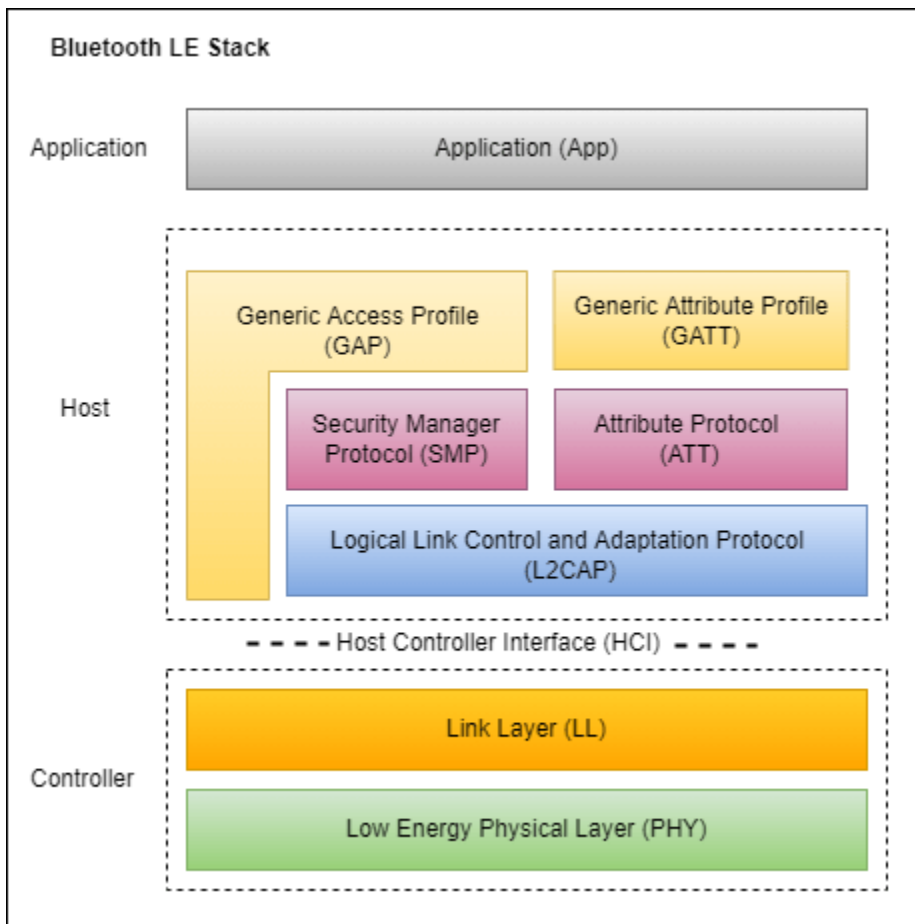 Bluetooth LE Stack
Application
Application (App)
Host
Generic Access Profile
(GAP)
Generic Attribute Profile
(GATT)
Security Manager
Protocol (SMP)
Attribute Protocol
(ATT)
Logical Link Control and Adaptation Protocol
(L2CAP)
Host Controller Interface (HCI)
Controller
Link Layer (LL)
Low Energy Physical Layer (PHY)